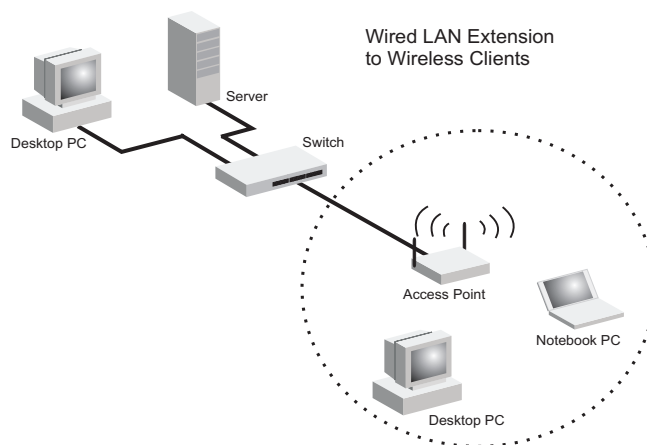 Wired LAN Extension
to Wireless Clients
Server
Desktop PC
Switch
Access Point
Notebook PC
Desktop PC